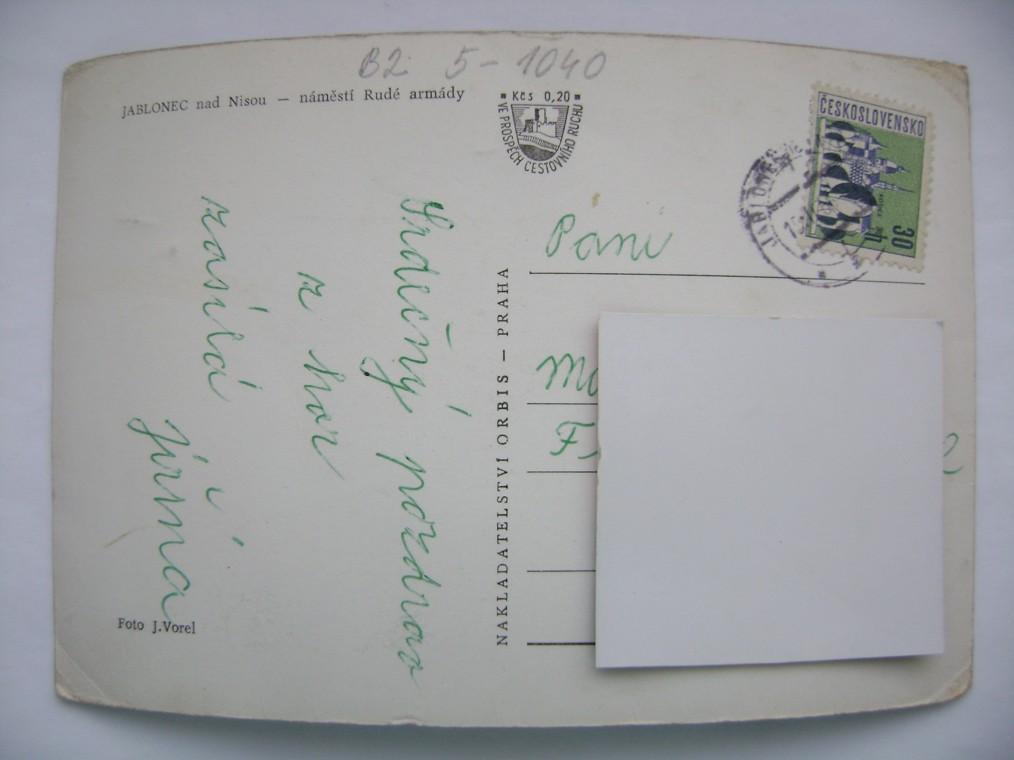 B2 5-1040
JABLONEC nad Nisou — náměstí Rudé armády
Kčs 0,20
VE PROSPĚCH CESTOVNÍHO RUCHU
ČESKOSLOVENSKO
30 h
JABLONEC
Srdečný pozdrav
z hor
zasílá
Jiřina
Paní
NAKLADATELSTVÍ ORBIS — PRAHA
Foto J.Vorel